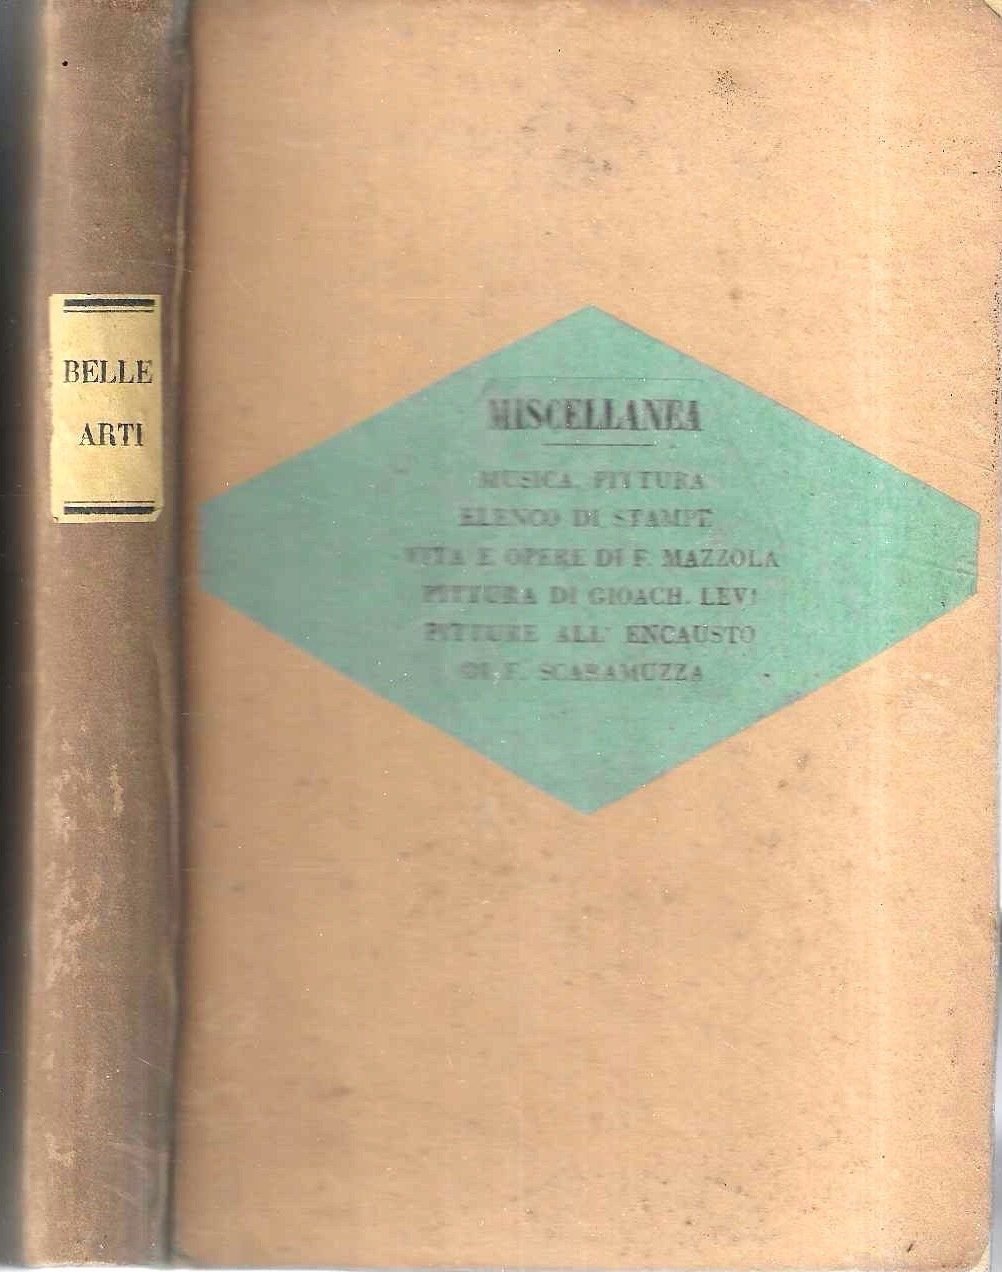 BELLE
ARTI
MISCELLANEA
MUSICA, PITTURA
ELENCO DI STAMPE
VITA E OPERE DI F. MAZZOLA
PITTURA DI GIOACH. LEVI
PITTURE ALL' ENCAUSTO
DI F. SCARAMUZZA